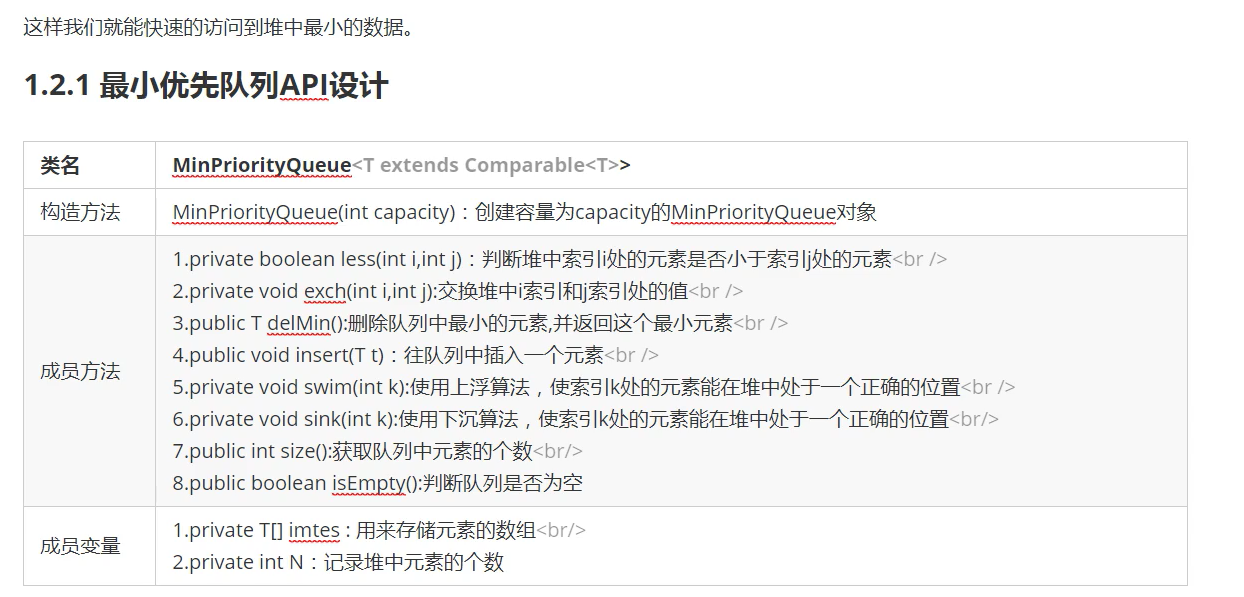 这样我们就能快速的访问到堆中最小的数据。
1.2.1 最小优先队列API设计
类名
MinPriorityQueue<T extends Comparable<T>>
构造方法
MinPriorityQueue(int capacity)：创建容量为capacity的MinPriorityQueue对象
成员方法
1.private boolean less(int i,int j)：判断堆中索引i处的元素是否小于索引j处的元素<br />
2.private void exch(int i,int j):交换堆中i索引和j索引处的值<br />
3.public T delMin():删除队列中最小的元素,并返回这个最小元素<br />
4.public void insert(T t)：往队列中插入一个元素<br />
5.private void swim(int k):使用上浮算法，使索引k处的元素能在堆中处于一个正确的位置<br />
6.private void sink(int k):使用下沉算法，使索引k处的元素能在堆中处于一个正确的位置<br/>
7.public int size():获取队列中元素的个数<br/>
8.public boolean isEmpty():判断队列是否为空
成员变量
1.private T[] imtes : 用来存储元素的数组<br/>
2.private int N：记录堆中元素的个数